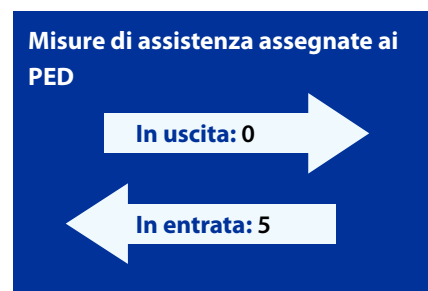 Misure di assistenza assegnate ai
PED
In uscita: 0
In entrata: 5